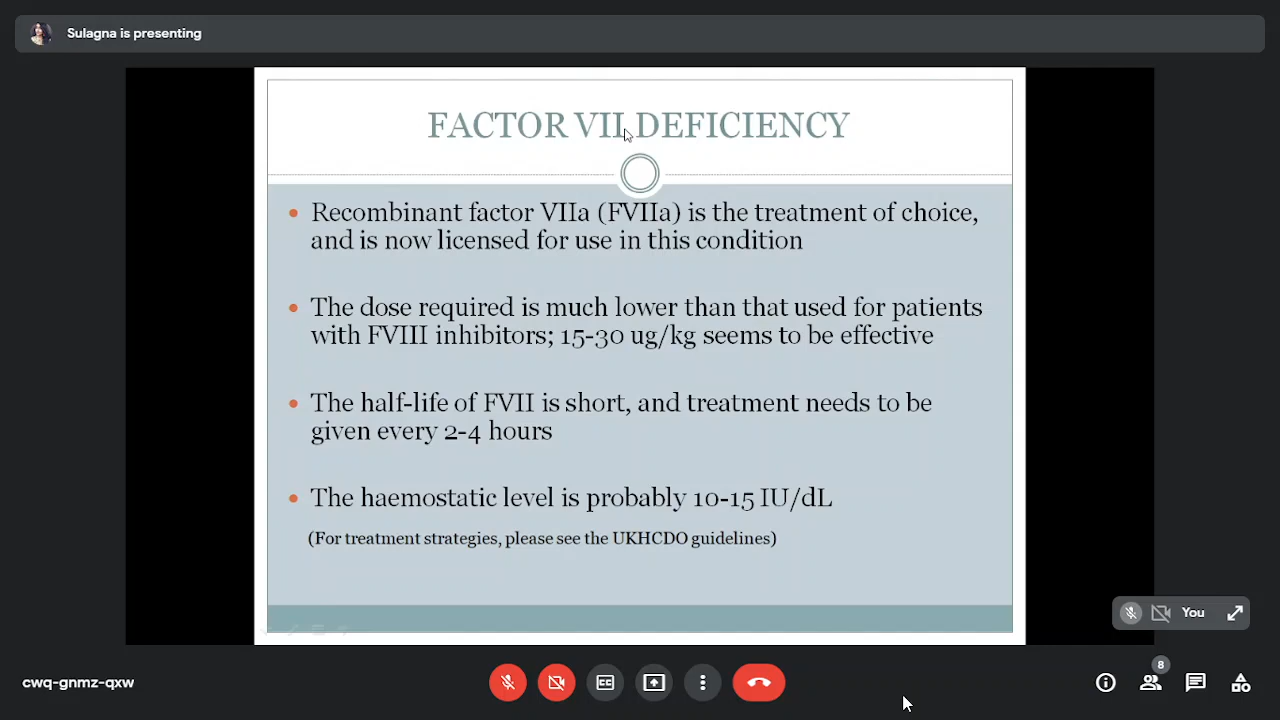 Sulagna is presenting
FACTOR VII DEFICIENCY
Recombinant factor VIIa (FVIIa) is the treatment of choice,
and is now licensed for use in this condition
The dose required is much lower than that used for patients
with FVIII inhibitors; 15-30 ug/kg seems to be effective
The half-life of FVII is short, and treatment needs to be
given every 2-4 hours
The haemostatic level is probably 10-15 IU/dL
(For treatment strategies, please see the UKHCDO guidelines)
You
cwq-gnmz-qxw
CC
8